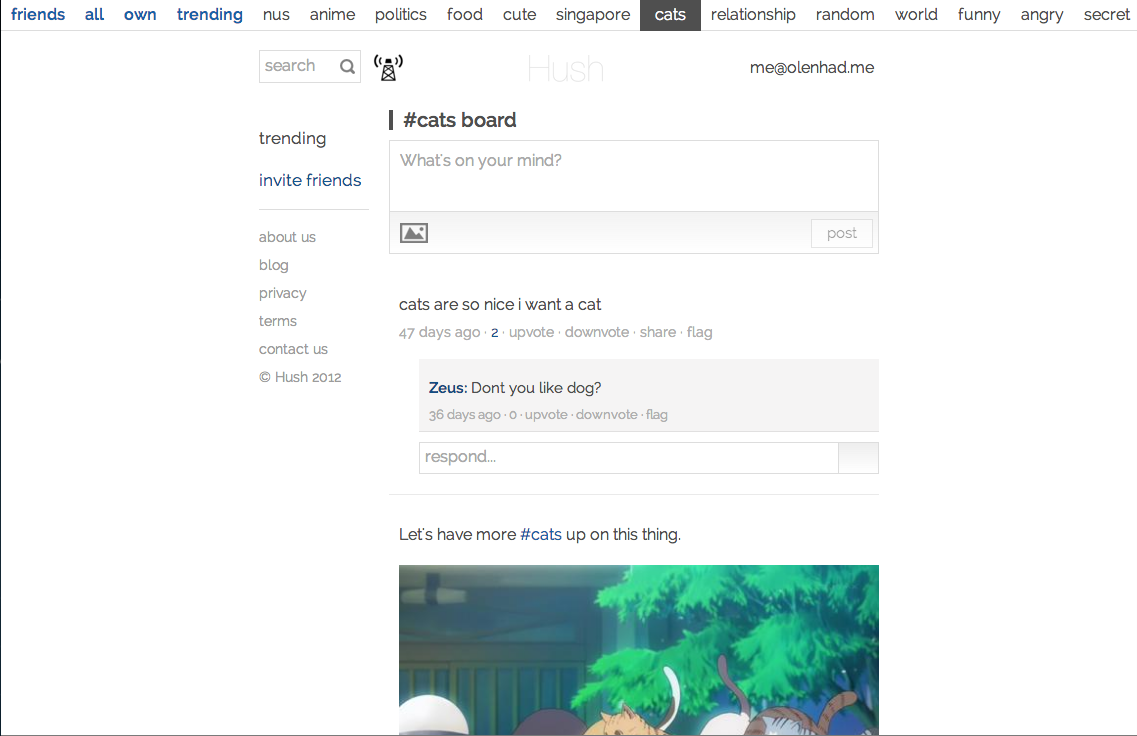 friends all own trending nus anime politics food cute singapore cats relationship random world funny angry secret
search Hush me@olenhad.me
#cats board
trending
What's on your mind?
invite friends
post
about us
blog
privacy
terms
contact us
© Hush 2012
cats are so nice i want a cat
47 days ago · 2 · upvote · downvote · share · flag
Zeus: Dont you like dog?
36 days ago · 0 · upvote · downvote · flag
respond...
Let's have more #cats up on this thing.